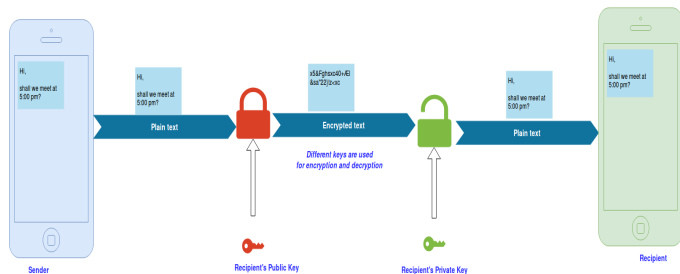 Hi,
shall we meet at
5:00 pm?
Plain text
Hi,
shall we meet at
5:00 pm?
Encrypted text
Different keys are used
for encryption and decryption
Plain text
Hi,
shall we meet at
5:00 pm?
Hi,
shall we meet at
5:00 pm?
Sender
Recipient's Public Key
Recipient's Private Key
Recipient